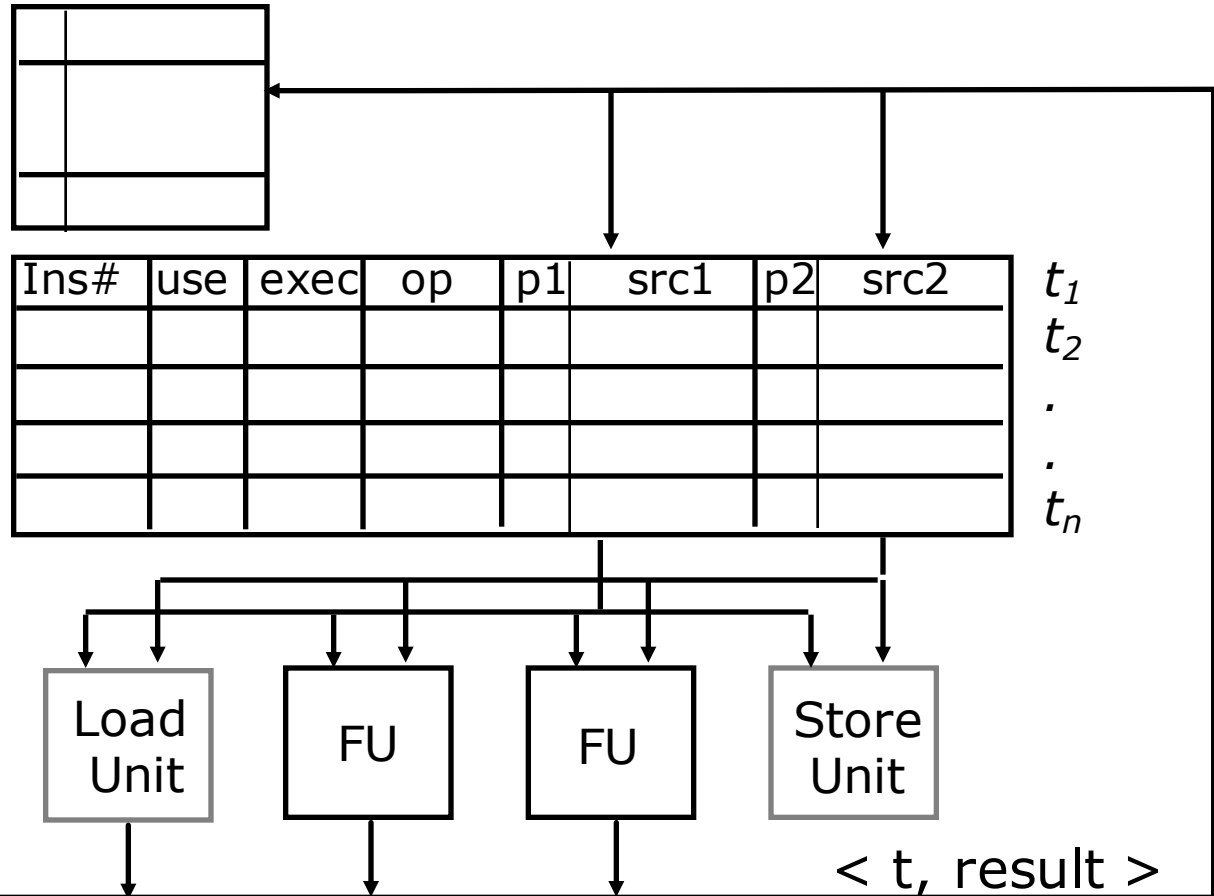 Ins# use exec op p1 src1 p2 src2 t₁
t₂
.
.
tₙ
Load Unit
FU
FU
Store Unit
< t, result >